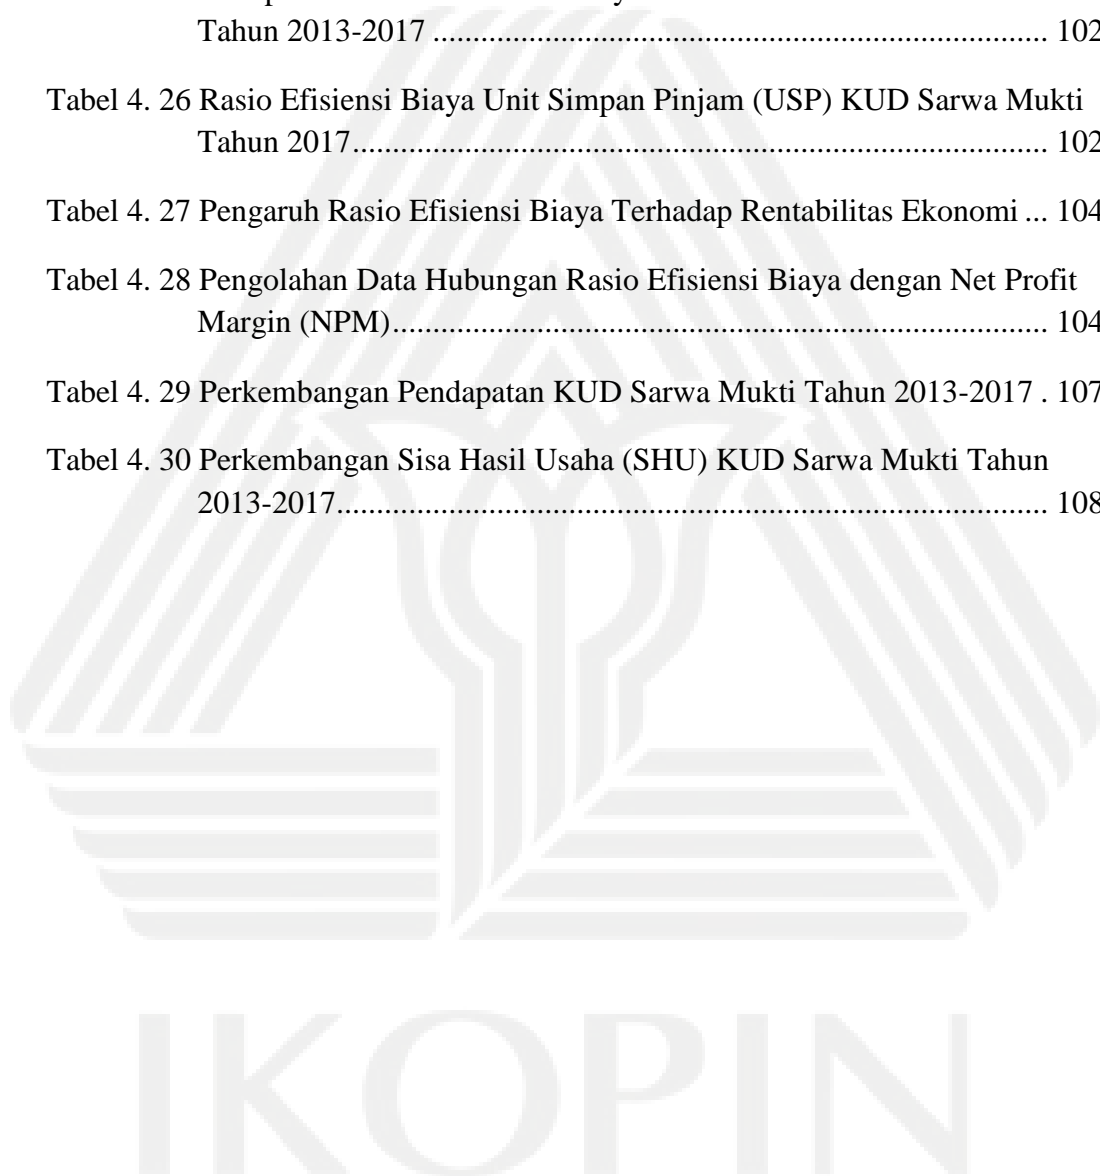 Tahun 2013-2017 ................................................................. 102
Tabel 4. 26 Rasio Efisiensi Biaya Unit Simpan Pinjam (USP) KUD Sarwa Mukti
Tahun 2017......................................................................... 102
Tabel 4. 27 Pengaruh Rasio Efisiensi Biaya Terhadap Rentabilitas Ekonomi ... 104
Tabel 4. 28 Pengolahan Data Hubungan Rasio Efisiensi Biaya dengan Net Profit
Margin (NPM)..................................................................... 104
Tabel 4. 29 Perkembangan Pendapatan KUD Sarwa Mukti Tahun 2013-2017 . 107
Tabel 4. 30 Perkembangan Sisa Hasil Usaha (SHU) KUD Sarwa Mukti Tahun
2013-2017........................................................................... 108
IKOPIN